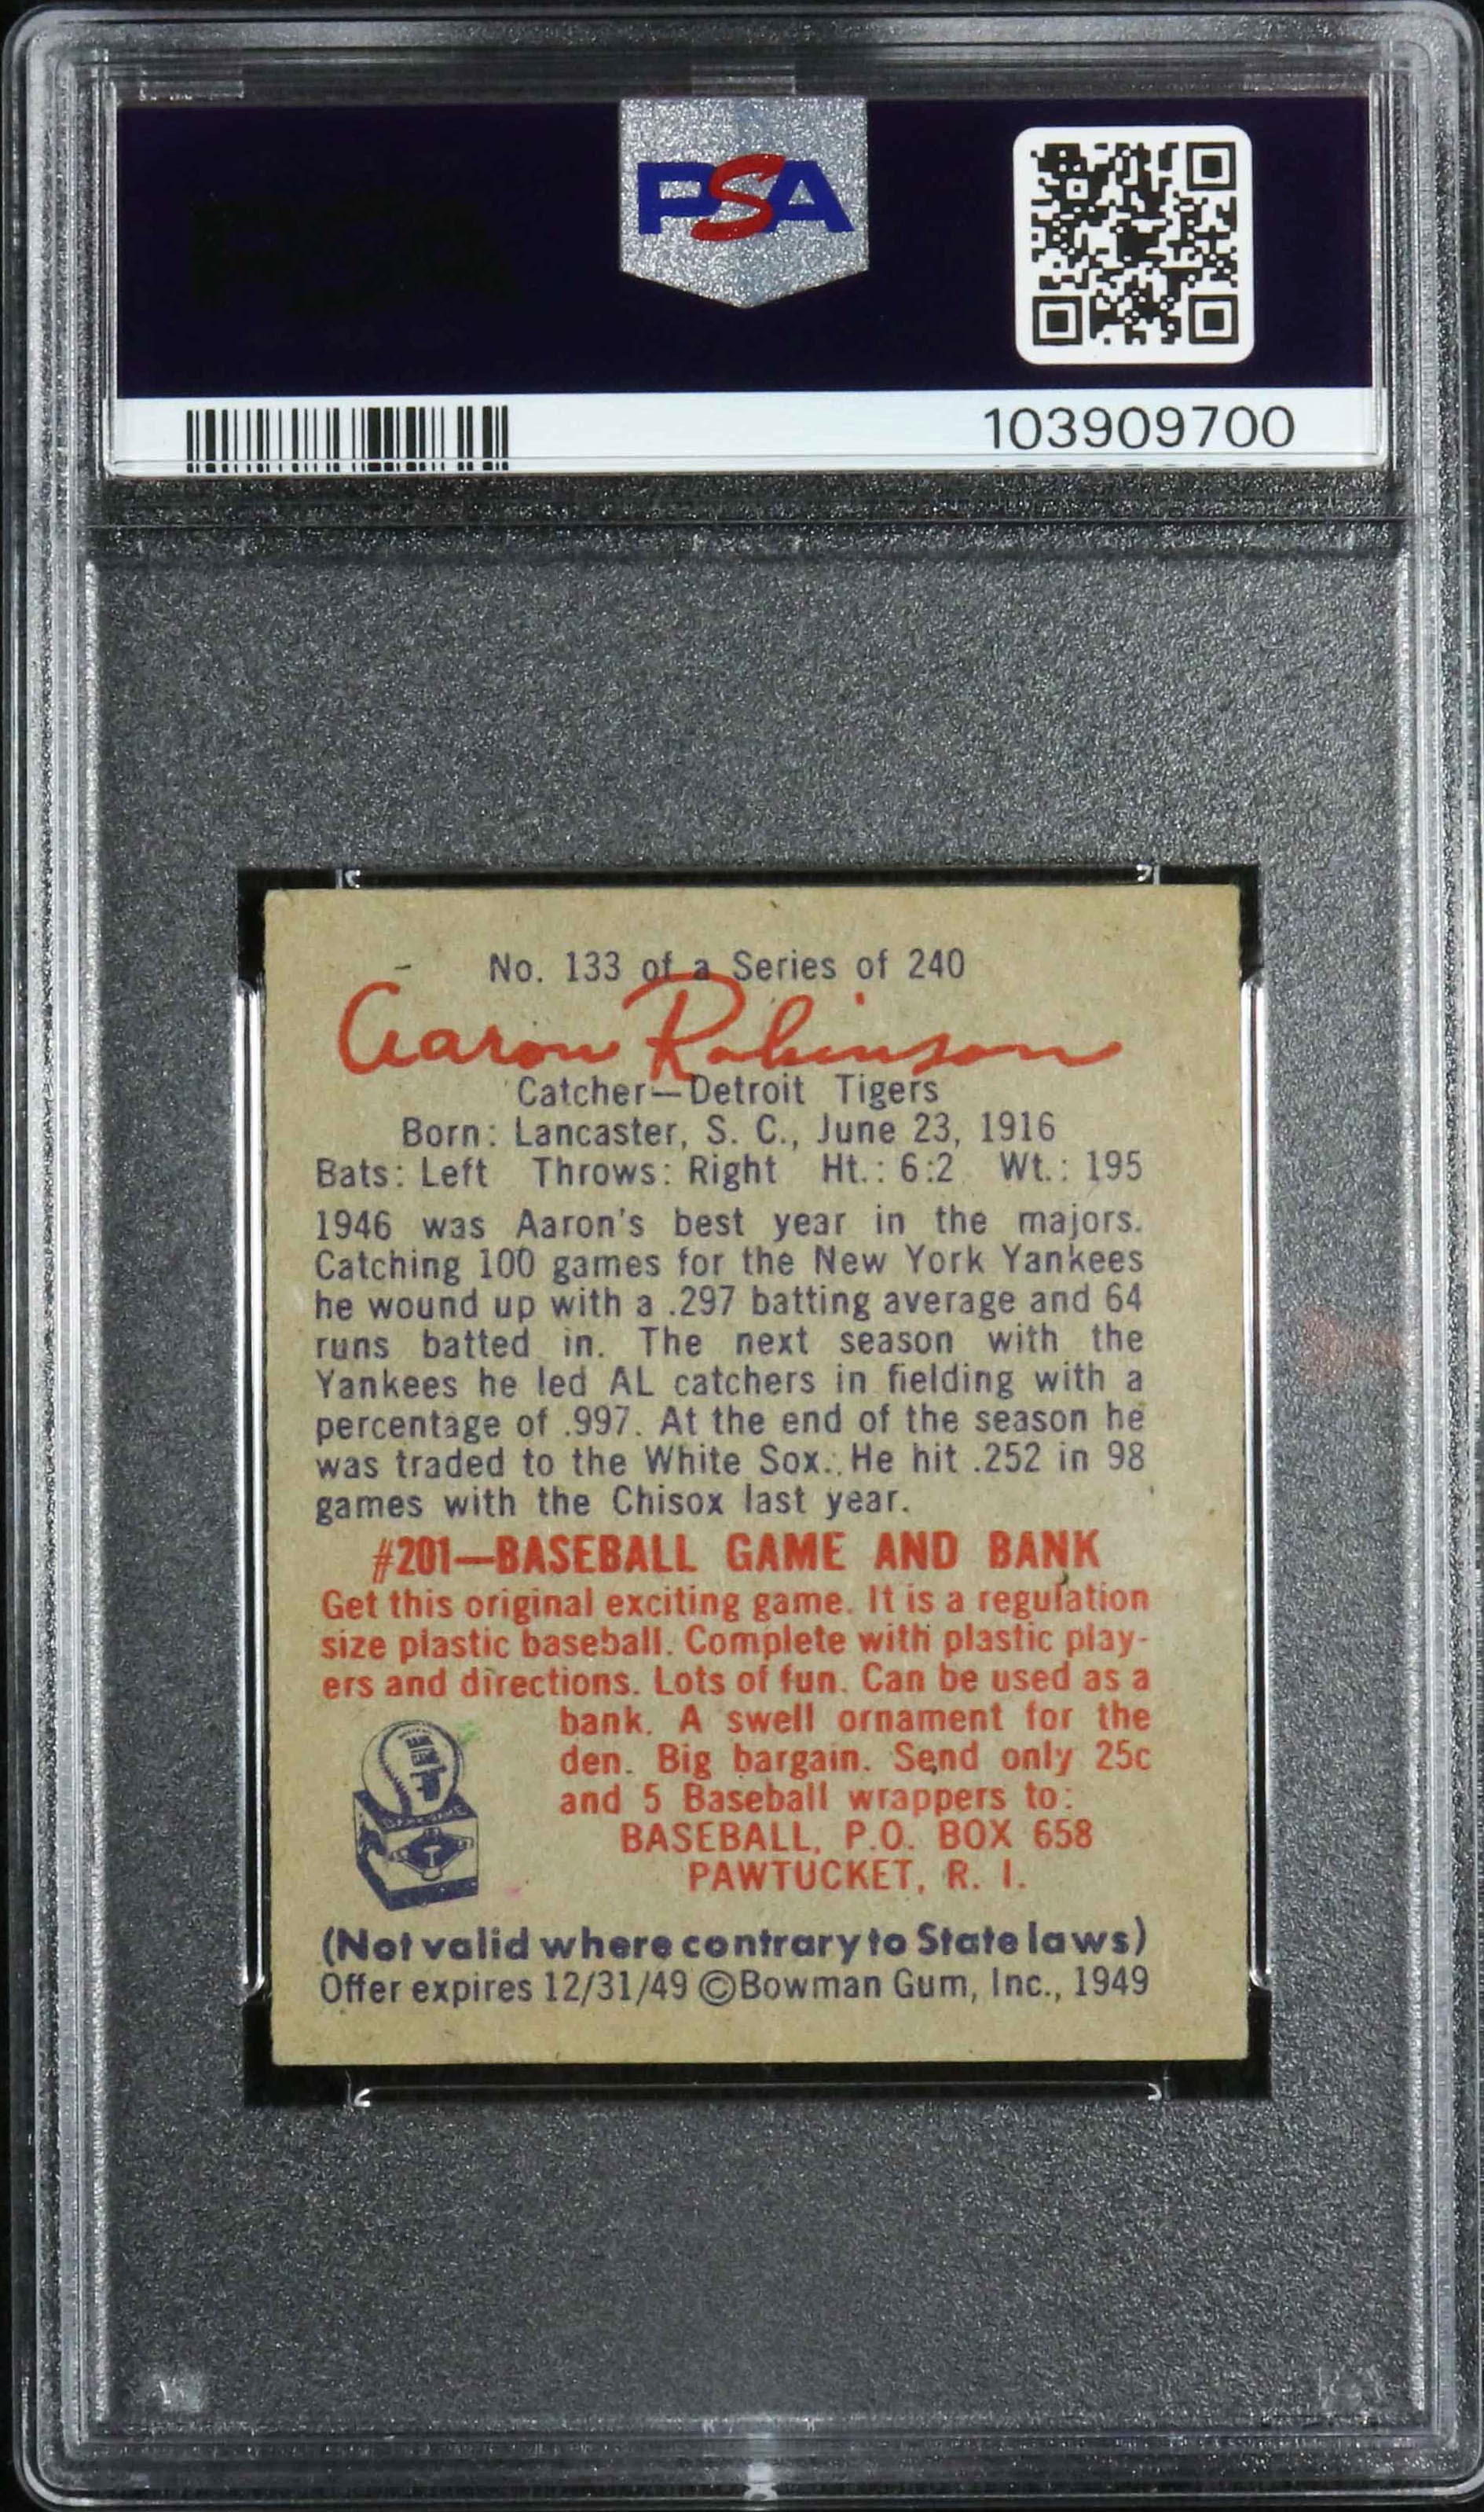 PSA
103909700
No. 133 of a Series of 240
Aaron Robinson
Catcher—Detroit Tigers
Born: Lancaster, S. C., June 23, 1916
Bats: Left Throws: Right Ht.: 6:2 Wt.: 195
1946 was Aaron's best year in the majors.
Catching 100 games for the New York Yankees
he wound up with a .297 batting average and 64
runs batted in. The next season with the
Yankees he led AL catchers in fielding with a
percentage of .997. At the end of the season he
was traded to the White Sox. He hit .252 in 98
games with the Chisox last year.
#201—BASEBALL GAME AND BANK
Get this original exciting game. It is a regulation
size plastic baseball. Complete with plastic play-
ers and directions. Lots of fun. Can be used as a
bank. A swell ornament for the
den. Big bargain. Send only 25c
and 5 Baseball wrappers to:
BASEBALL, P.O. BOX 658
PAWTUCKET, R. I.
(Not valid where contrary to State laws)
Offer expires 12/31/49 ©Bowman Gum, Inc., 1949